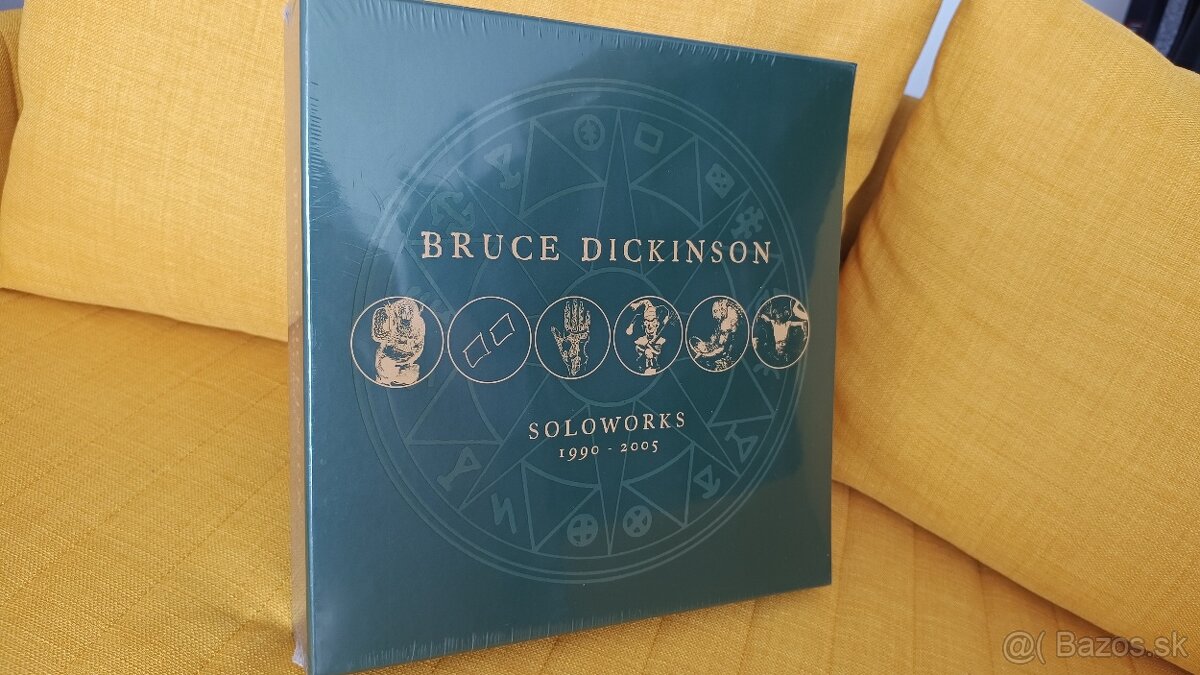 BRUCE DICKINSON
SOLOWORKS
1990 - 2005
@( Bazos.sk